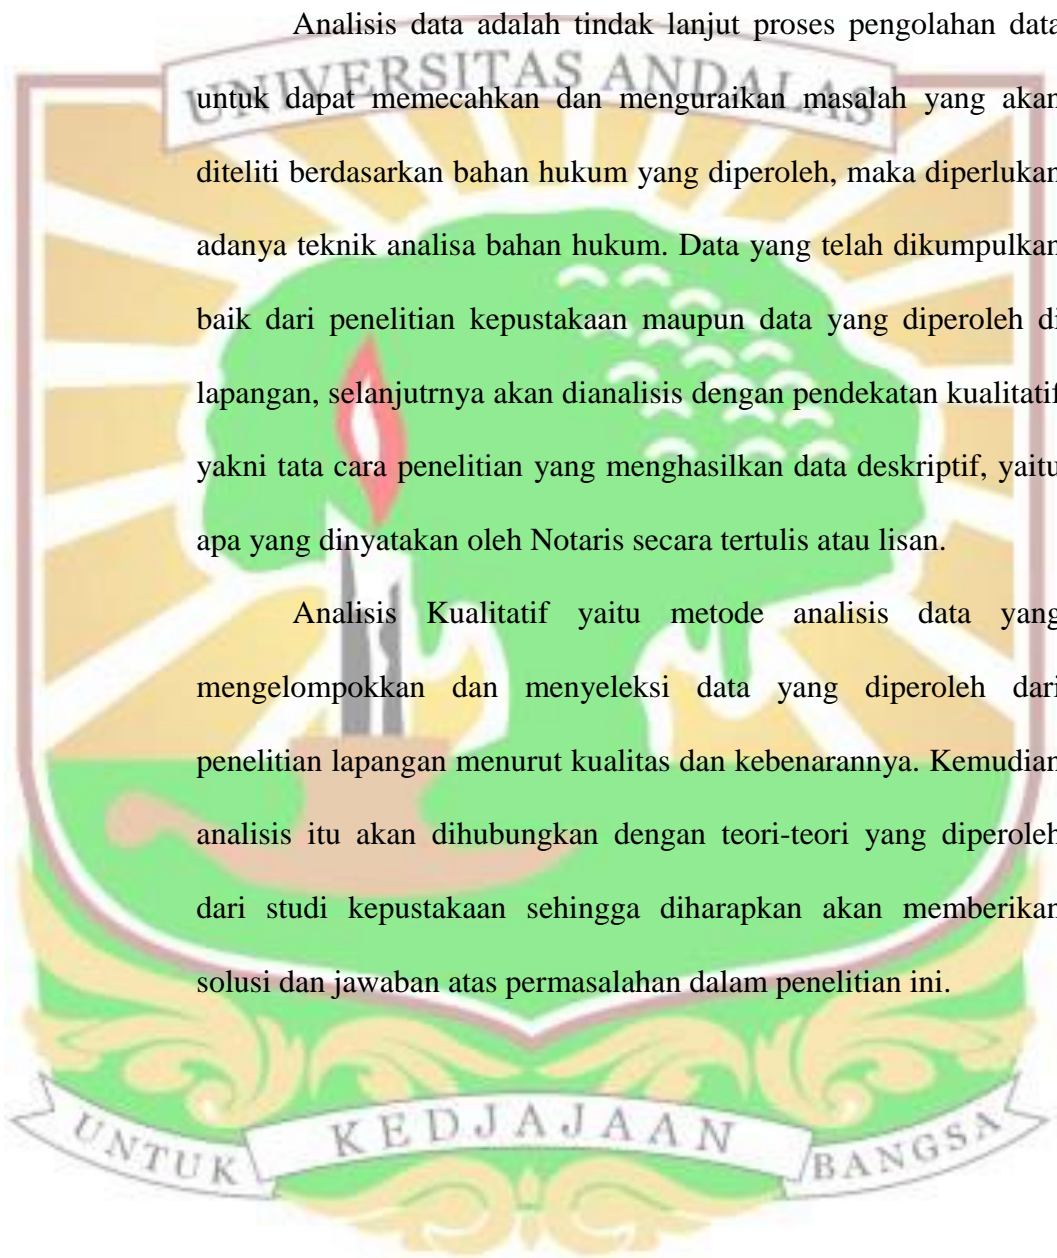 Analisis data adalah tindak lanjut proses pengolahan data
UNIVERSITAS ANDALAS
untuk dapat memecahkan dan menguraikan masalah yang akan
diteliti berdasarkan bahan hukum yang diperoleh, maka diperlukan
adanya teknik analisa bahan hukum. Data yang telah dikumpulkan
baik dari penelitian kepustakaan maupun data yang diperoleh di
lapangan, selanjutrnya akan dianalisis dengan pendekatan kualitatif
yakni tata cara penelitian yang menghasilkan data deskriptif, yaitu
apa yang dinyatakan oleh Notaris secara tertulis atau lisan.
Analisis Kualitatif yaitu metode analisis data yang
mengelompokkan dan menyeleksi data yang diperoleh dari
penelitian lapangan menurut kualitas dan kebenarannya. Kemudian
analisis itu akan dihubungkan dengan teori-teori yang diperoleh
dari studi kepustakaan sehingga diharapkan akan memberikan
solusi dan jawaban atas permasalahan dalam penelitian ini.
UNTUK KEDJAJAAN BANGSA